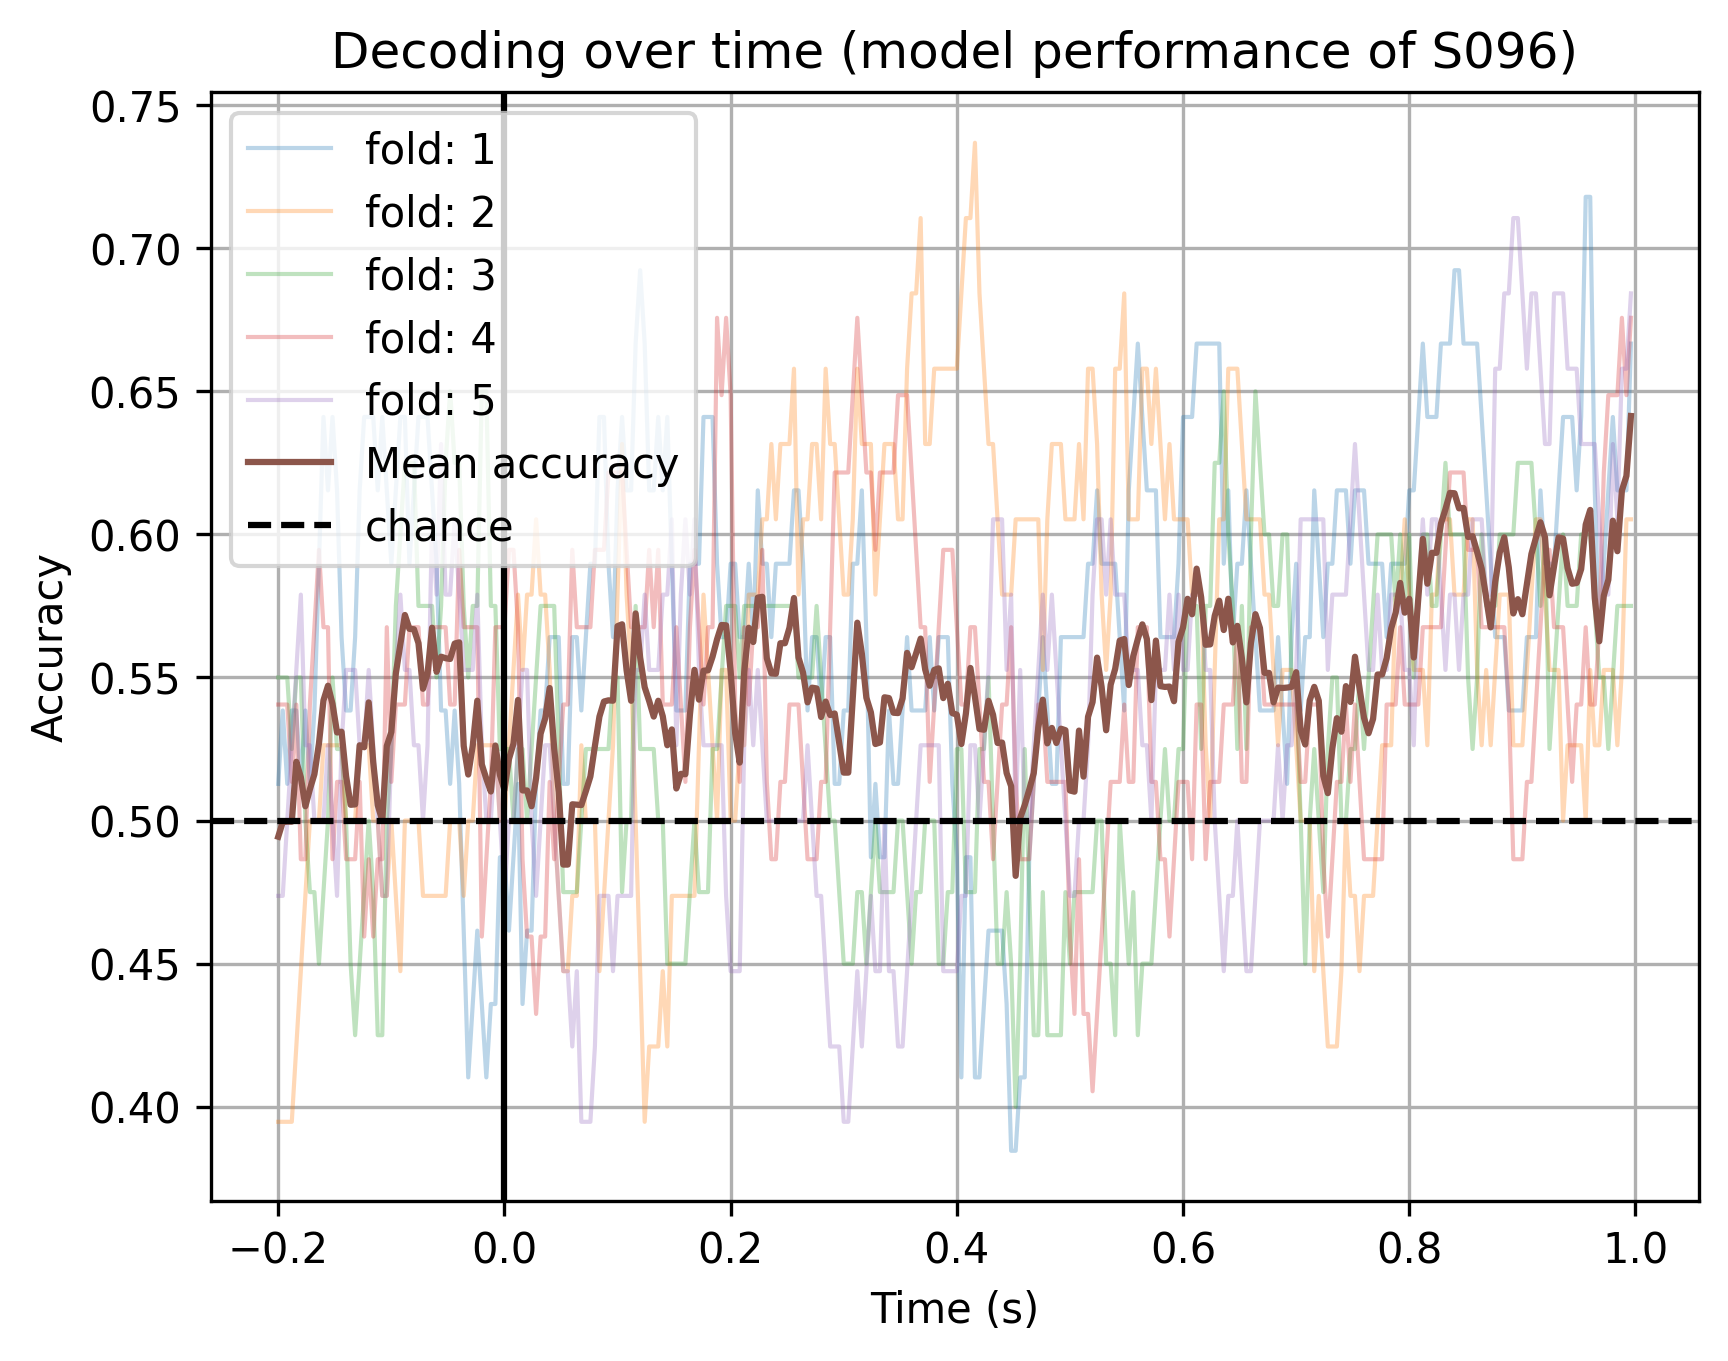 Decoding over time (model performance of S096)
0.75
0.70
0.65
0.60
0.55
0.50
0.45
0.40
Accuracy
fold: 1
fold: 2
fold: 3
fold: 4
fold: 5
Mean accuracy
chance
−0.2 0.0 0.2 0.4 0.6 0.8 1.0
Time (s)